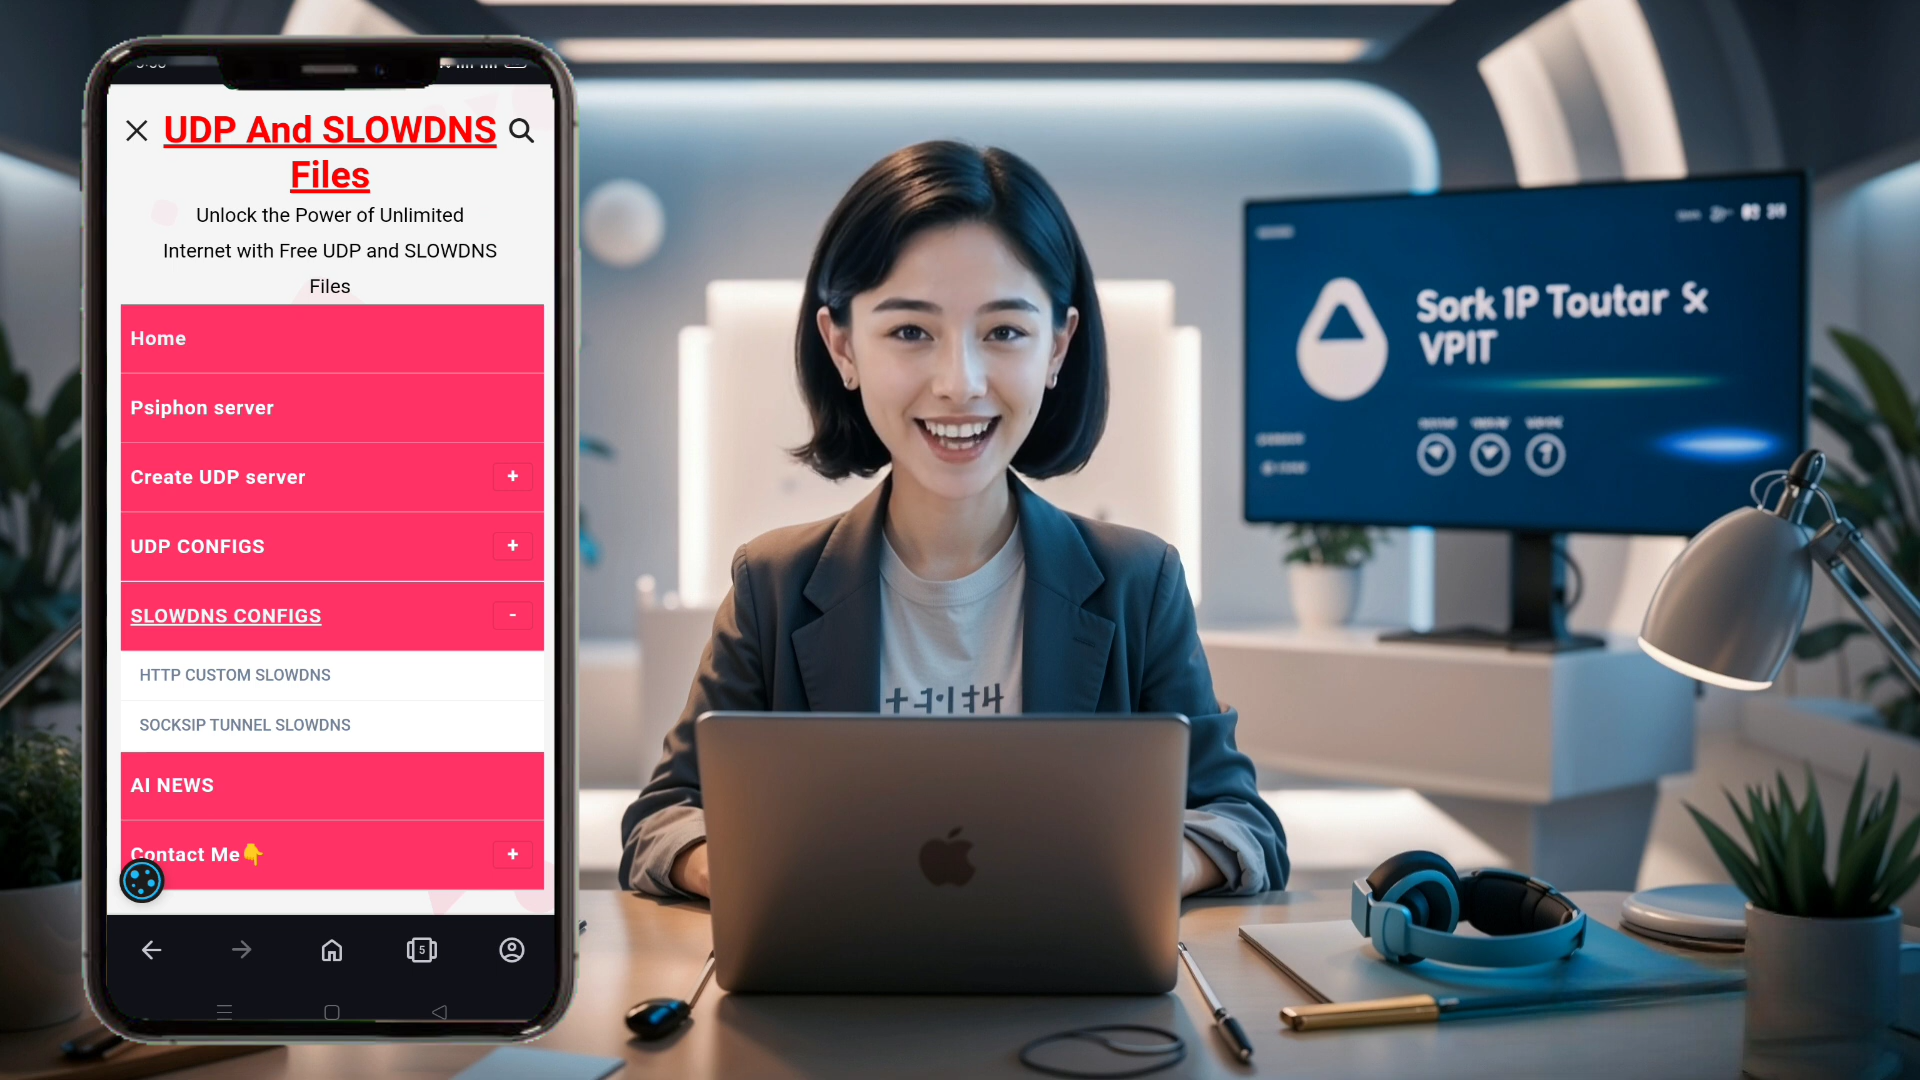 UDP And SLOWDNS
Files
Unlock the Power of Unlimited
Internet with Free UDP and SLOWDNS
Files
Home
Psiphon server
Create UDP server +
UDP CONFIGS +
SLOWDNS CONFIGS -
HTTP CUSTOM SLOWDNS
SOCKSIP TUNNEL SLOWDNS
AI NEWS
Contact Me👇 +
5
Sork IP Toutar &
VPIT